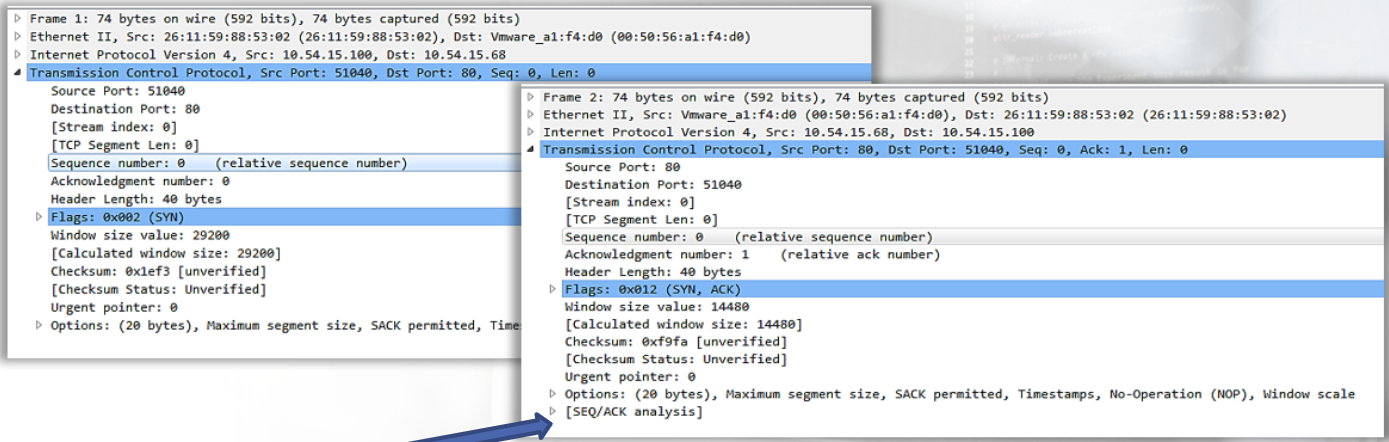 Frame 1: 74 bytes on wire (592 bits), 74 bytes captured (592 bits)
Ethernet II, Src: 26:11:59:88:53:02 (26:11:59:88:53:02), Dst: Vmware_a1:f4:d0 (00:50:56:a1:f4:d0)
Internet Protocol Version 4, Src: 10.54.15.100, Dst: 10.54.15.68
Transmission Control Protocol, Src Port: 51040, Dst Port: 80, Seq: 0, Len: 0
Source Port: 51040
Destination Port: 80
[Stream index: 0]
[TCP Segment Len: 0]
Sequence number: 0 (relative sequence number)
Acknowledgment number: 0
Header Length: 40 bytes
Flags: 0x002 (SYN)
Window size value: 29200
[Calculated window size: 29200]
Checksum: 0x1ef3 [unverified]
[Checksum Status: Unverified]
Urgent pointer: 0
Options: (20 bytes), Maximum segment size, SACK permitted, Time
Frame 2: 74 bytes on wire (592 bits), 74 bytes captured (592 bits)
Ethernet II, Src: Vmware_a1:f4:d0 (00:50:56:a1:f4:d0), Dst: 26:11:59:88:53:02 (26:11:59:88:53:02)
Internet Protocol Version 4, Src: 10.54.15.68, Dst: 10.54.15.100
Transmission Control Protocol, Src Port: 80, Dst Port: 51040, Seq: 0, Ack: 1, Len: 0
Source Port: 80
Destination Port: 51040
[Stream index: 0]
[TCP Segment Len: 0]
Sequence number: 0 (relative sequence number)
Acknowledgment number: 1 (relative ack number)
Header Length: 40 bytes
Flags: 0x012 (SYN, ACK)
Window size value: 14480
[Calculated window size: 14480]
Checksum: 0xf9fa [unverified]
[Checksum Status: Unverified]
Urgent pointer: 0
Options: (20 bytes), Maximum segment size, SACK permitted, Timestamps, No-Operation (NOP), Window scale
[SEQ/ACK analysis]